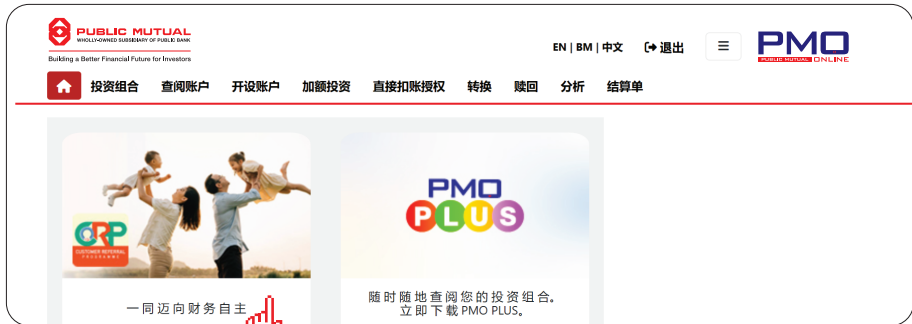 PUBLIC MUTUAL
WHOLLY-OWNED SUBSIDIARY OF PUBLIC BANK
Building a Better Financial Future for Investors
EN | BM | 中文 退出
PMO
PUBLIC MUTUAL ONLINE
投资组合 查阅账户 开设账户 加额投资 直接扣账授权 转换 赎回 分析 结算单
CRP
CUSTOMER REFERRAL
PROGRAMME
一同迈向财务自主
PMO
PLUS
随时随地查阅您的投资组合。
立即下载 PMO PLUS。